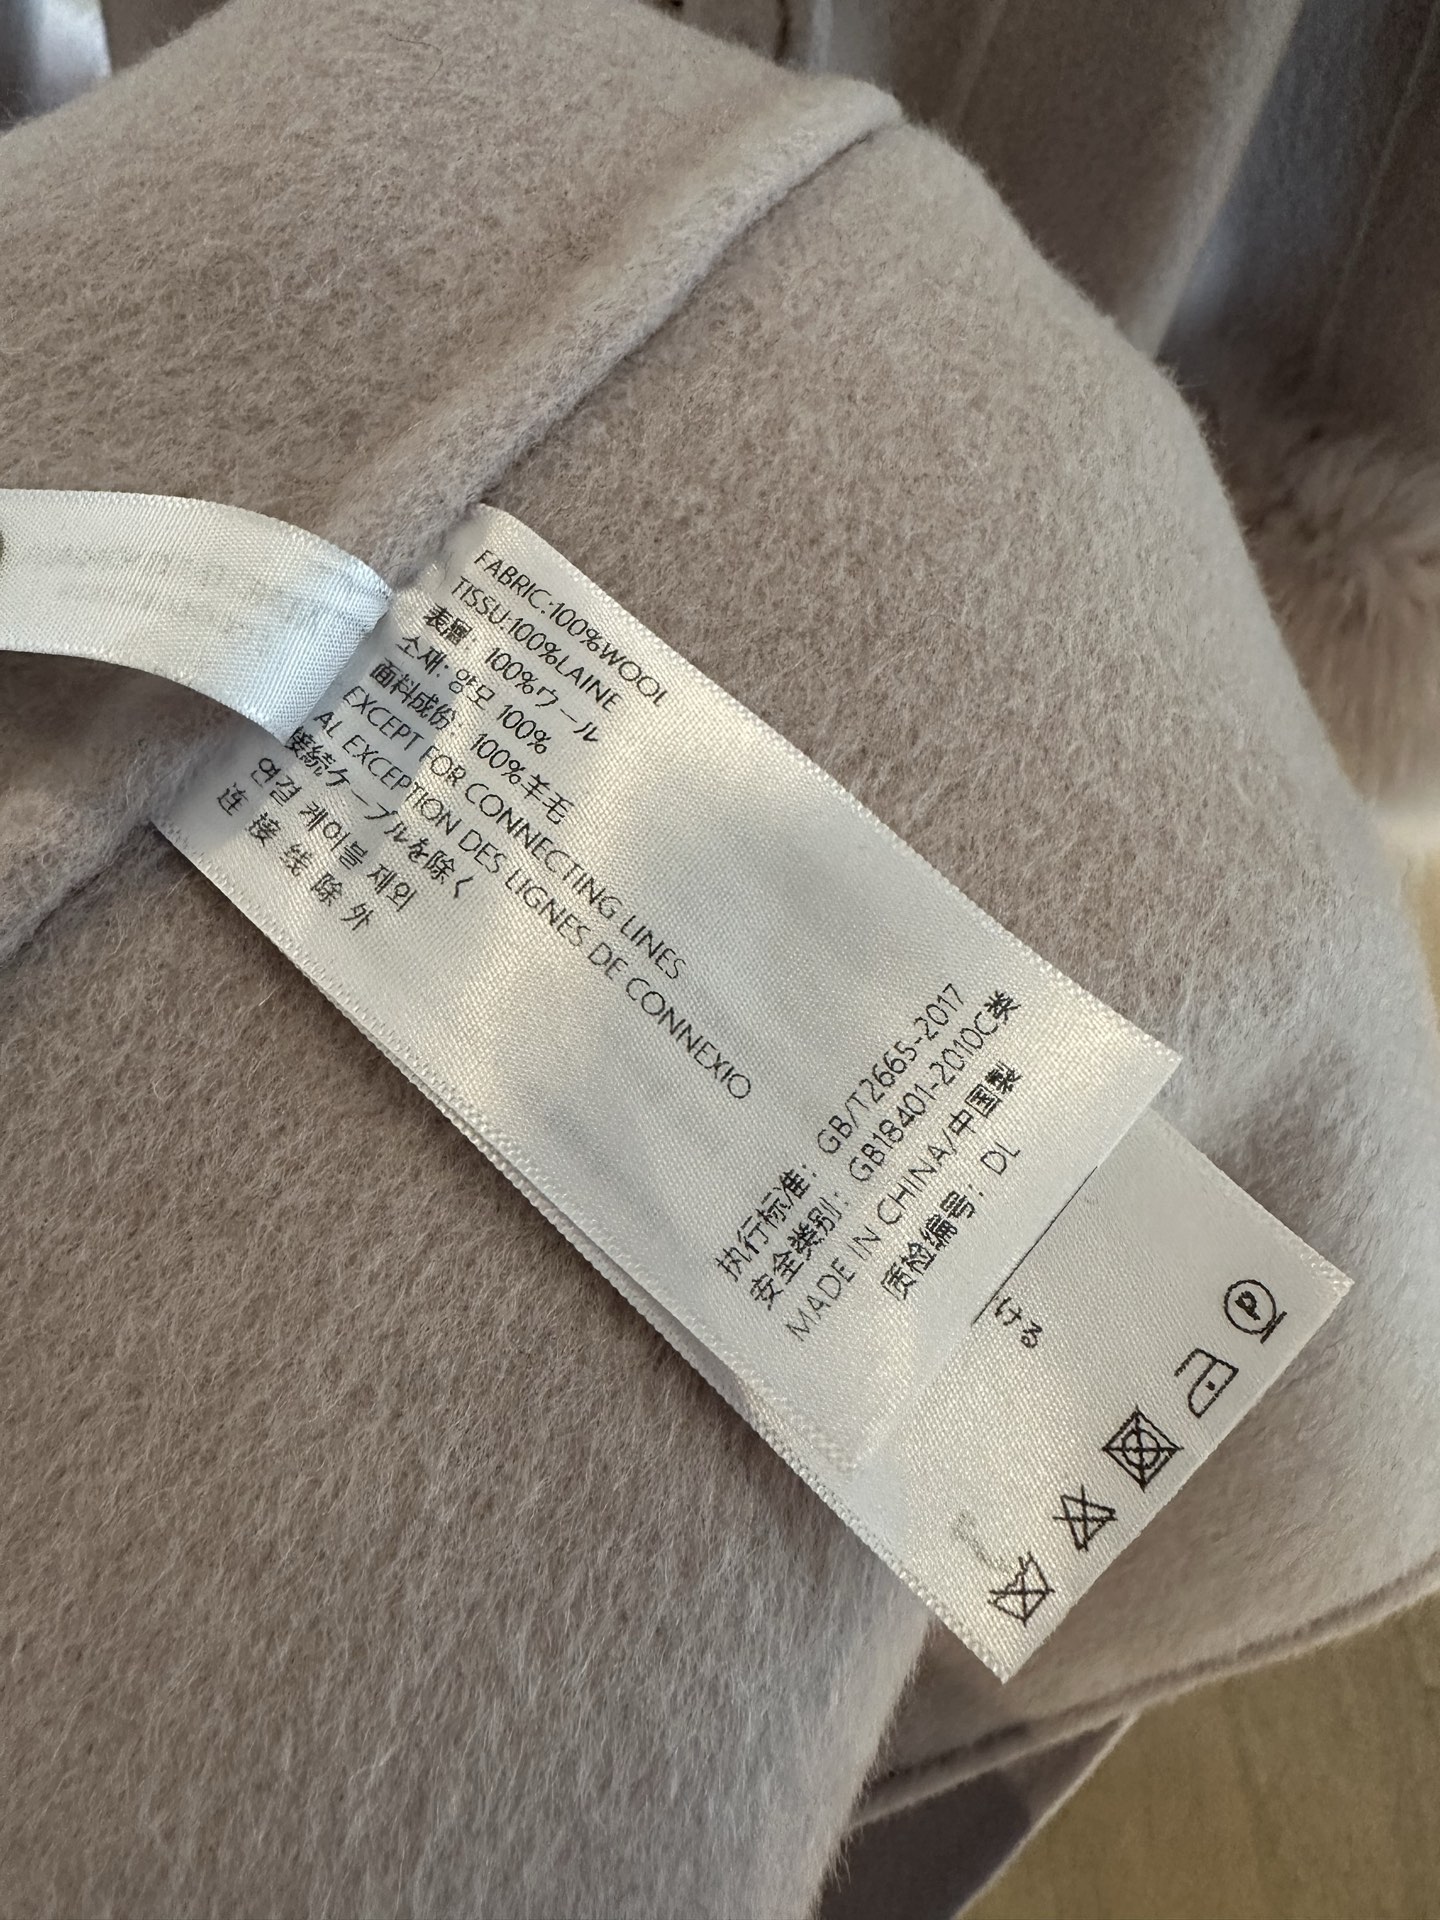 FABRIC:100%WOOL
TISSU:100%LAINE
表層：100%ウール
소재: 양모 100%
面料成份：100%羊毛
EXCEPT FOR CONNECTING LINES
AL EXCEPTION DES LIGNES DE CONNEXIO
接続ケーブルを除く
연결 케이블 제외
连接线除外
执行标准：GB/T2665-2017
安全类别：GB18401-2010C类
MADE IN CHINA/中国製
质检编号：DL
P